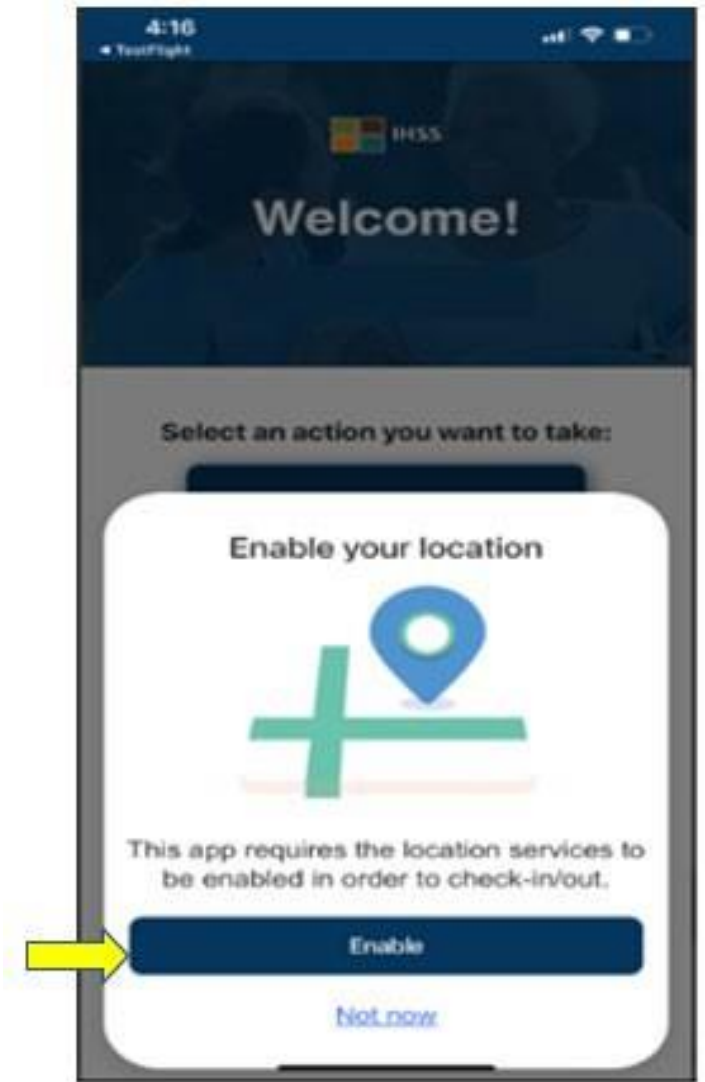 4:16
◂ TestFlight
IHSS
Welcome!
Select an action you want to take:
Enable your location
This app requires the location services to
be enabled in order to check-in/out.
Enable
Not now